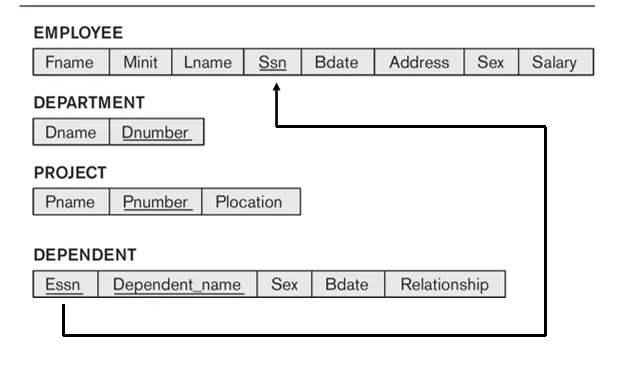 EMPLOYEE
Fname Minit Lname Ssn Bdate Address Sex Salary
DEPARTMENT
Dname Dnumber
PROJECT
Pname Pnumber Plocation
DEPENDENT
Essn Dependent_name Sex Bdate Relationship